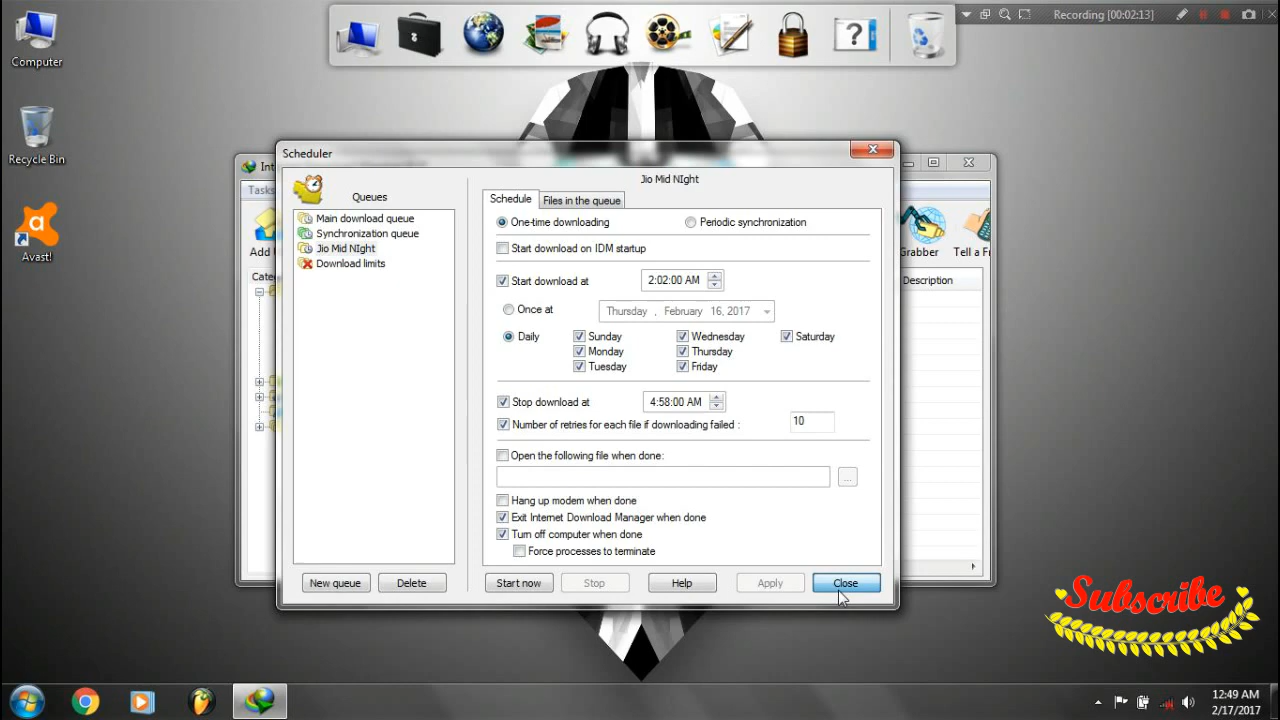 Recording [00:02:13]
Computer
Recycle Bin
Avast!
Int
Tasks
Add U
Cate
Grabber
Tell a Fr
Description
Scheduler
Queues
Main download queue
Synchronization queue
Jio Mid NIght
Download limits
New queue
Delete
Jio Mid NIght
Schedule
Files in the queue
One-time downloading
Periodic synchronization
Start download on IDM startup
Start download at
2:02:00 AM
Once at
Thursday , February 16, 2017
Daily
Sunday
Wednesday
Saturday
Monday
Thursday
Tuesday
Friday
Stop download at
4:58:00 AM
Number of retries for each file if downloading failed :
10
Open the following file when done:
...
Hang up modem when done
Exit Internet Download Manager when done
Turn off computer when done
Force processes to terminate
Start now
Stop
Help
Apply
Close
Subscribe
12:49 AM
2/17/2017